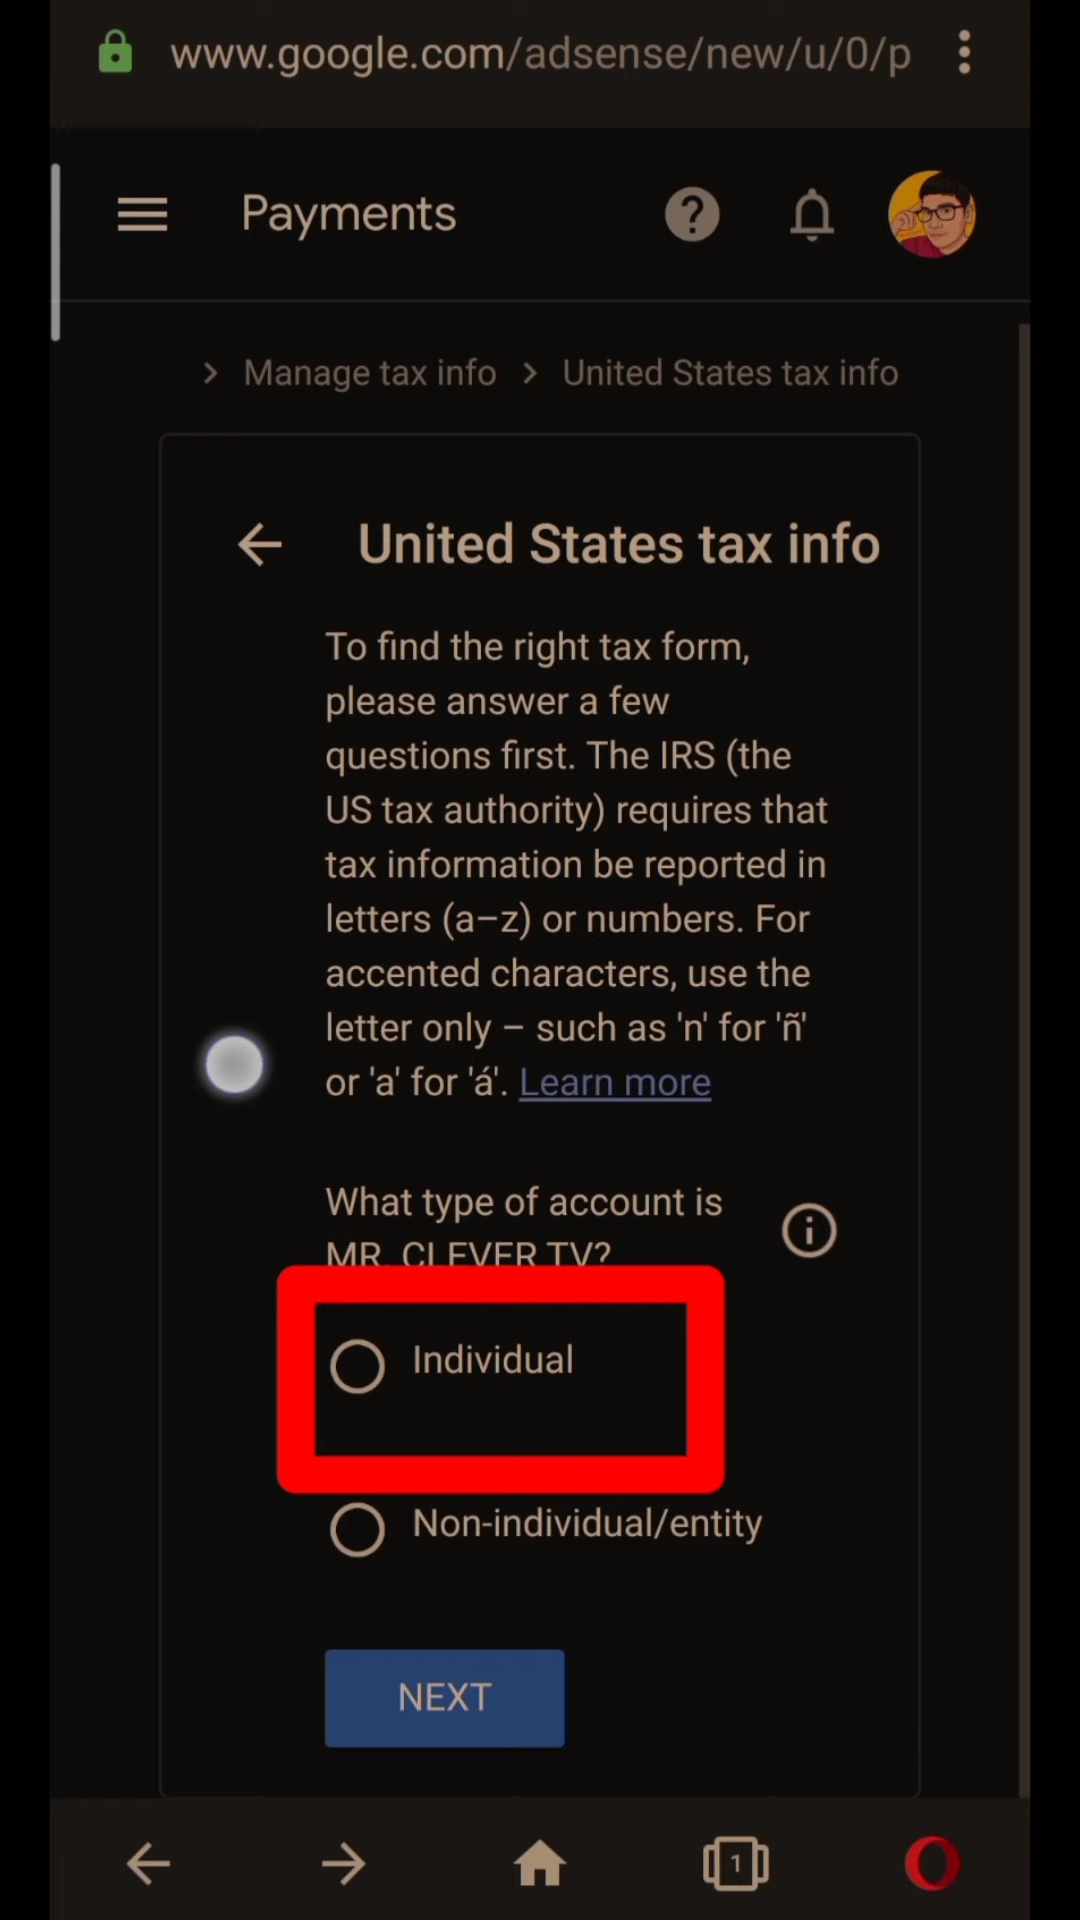 www.google.com/adsense/new/u/0/p
Payments
> Manage tax info > United States tax info
United States tax info
To find the right tax form,
please answer a few
questions first. The IRS (the
US tax authority) requires that
tax information be reported in
letters (a–z) or numbers. For
accented characters, use the
letter only – such as 'n' for 'ñ'
or 'a' for 'á'. Learn more
What type of account is
MR. CLEVER TV?
Individual
Non-individual/entity
NEXT
1